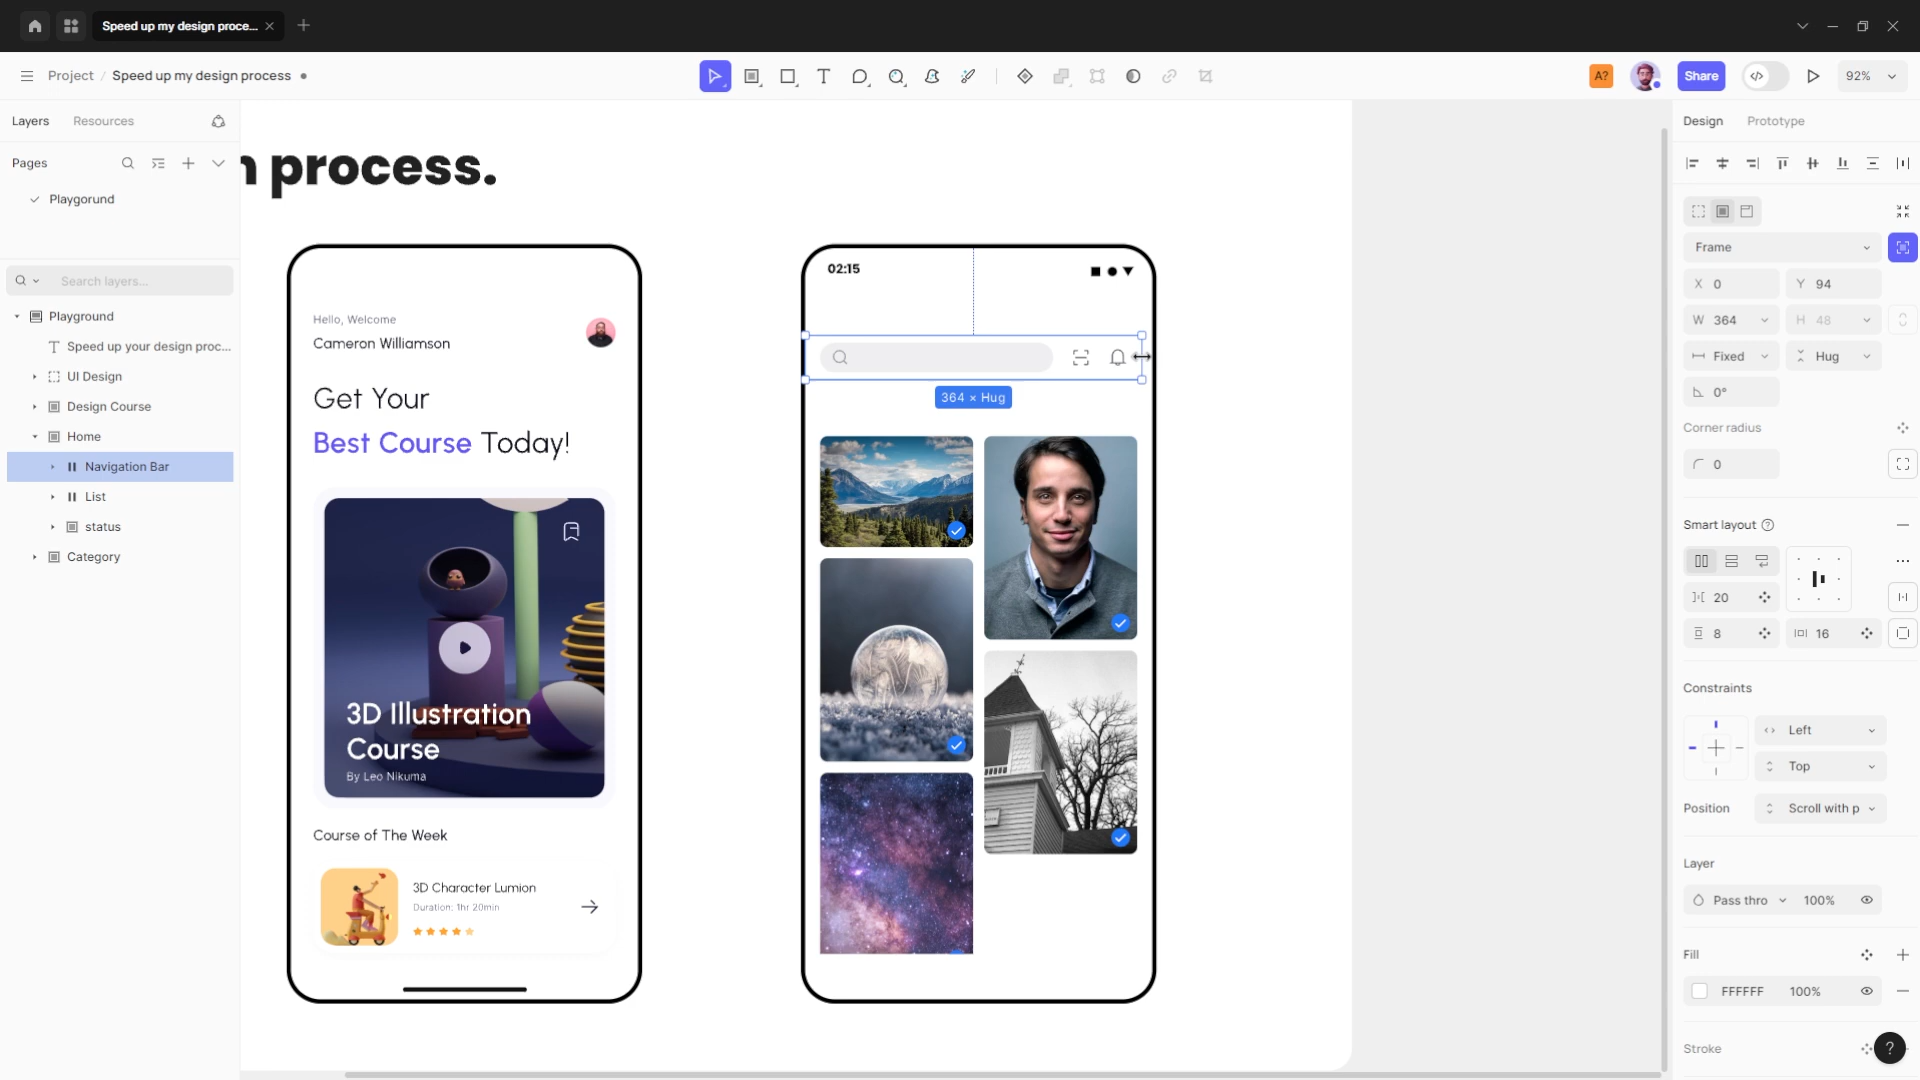 Speed up my design proce...
Project / Speed up my design process
A?
Share
92%
Layers
Resources
Pages
Playgorund
Search layers...
Playground
Speed up your design proc...
UI Design
Design Course
Home
Navigation Bar
List
status
Category
n process.
Hello, Welcome
Cameron Williamson
Get Your
Best Course Today!
3D Illustration
Course
By Leo Nikuma
Course of The Week
3D Character Lumion
Duration: 1hr 20min
02:15
364 × Hug
Design
Prototype
Frame
X 0
Y 94
W 364
H 48
Fixed
Hug
0°
Corner radius
0
Smart layout
20
8
16
Constraints
Left
Top
Position
Scroll with p
Layer
Pass thro
100%
Fill
FFFFFF
100%
Stroke
?